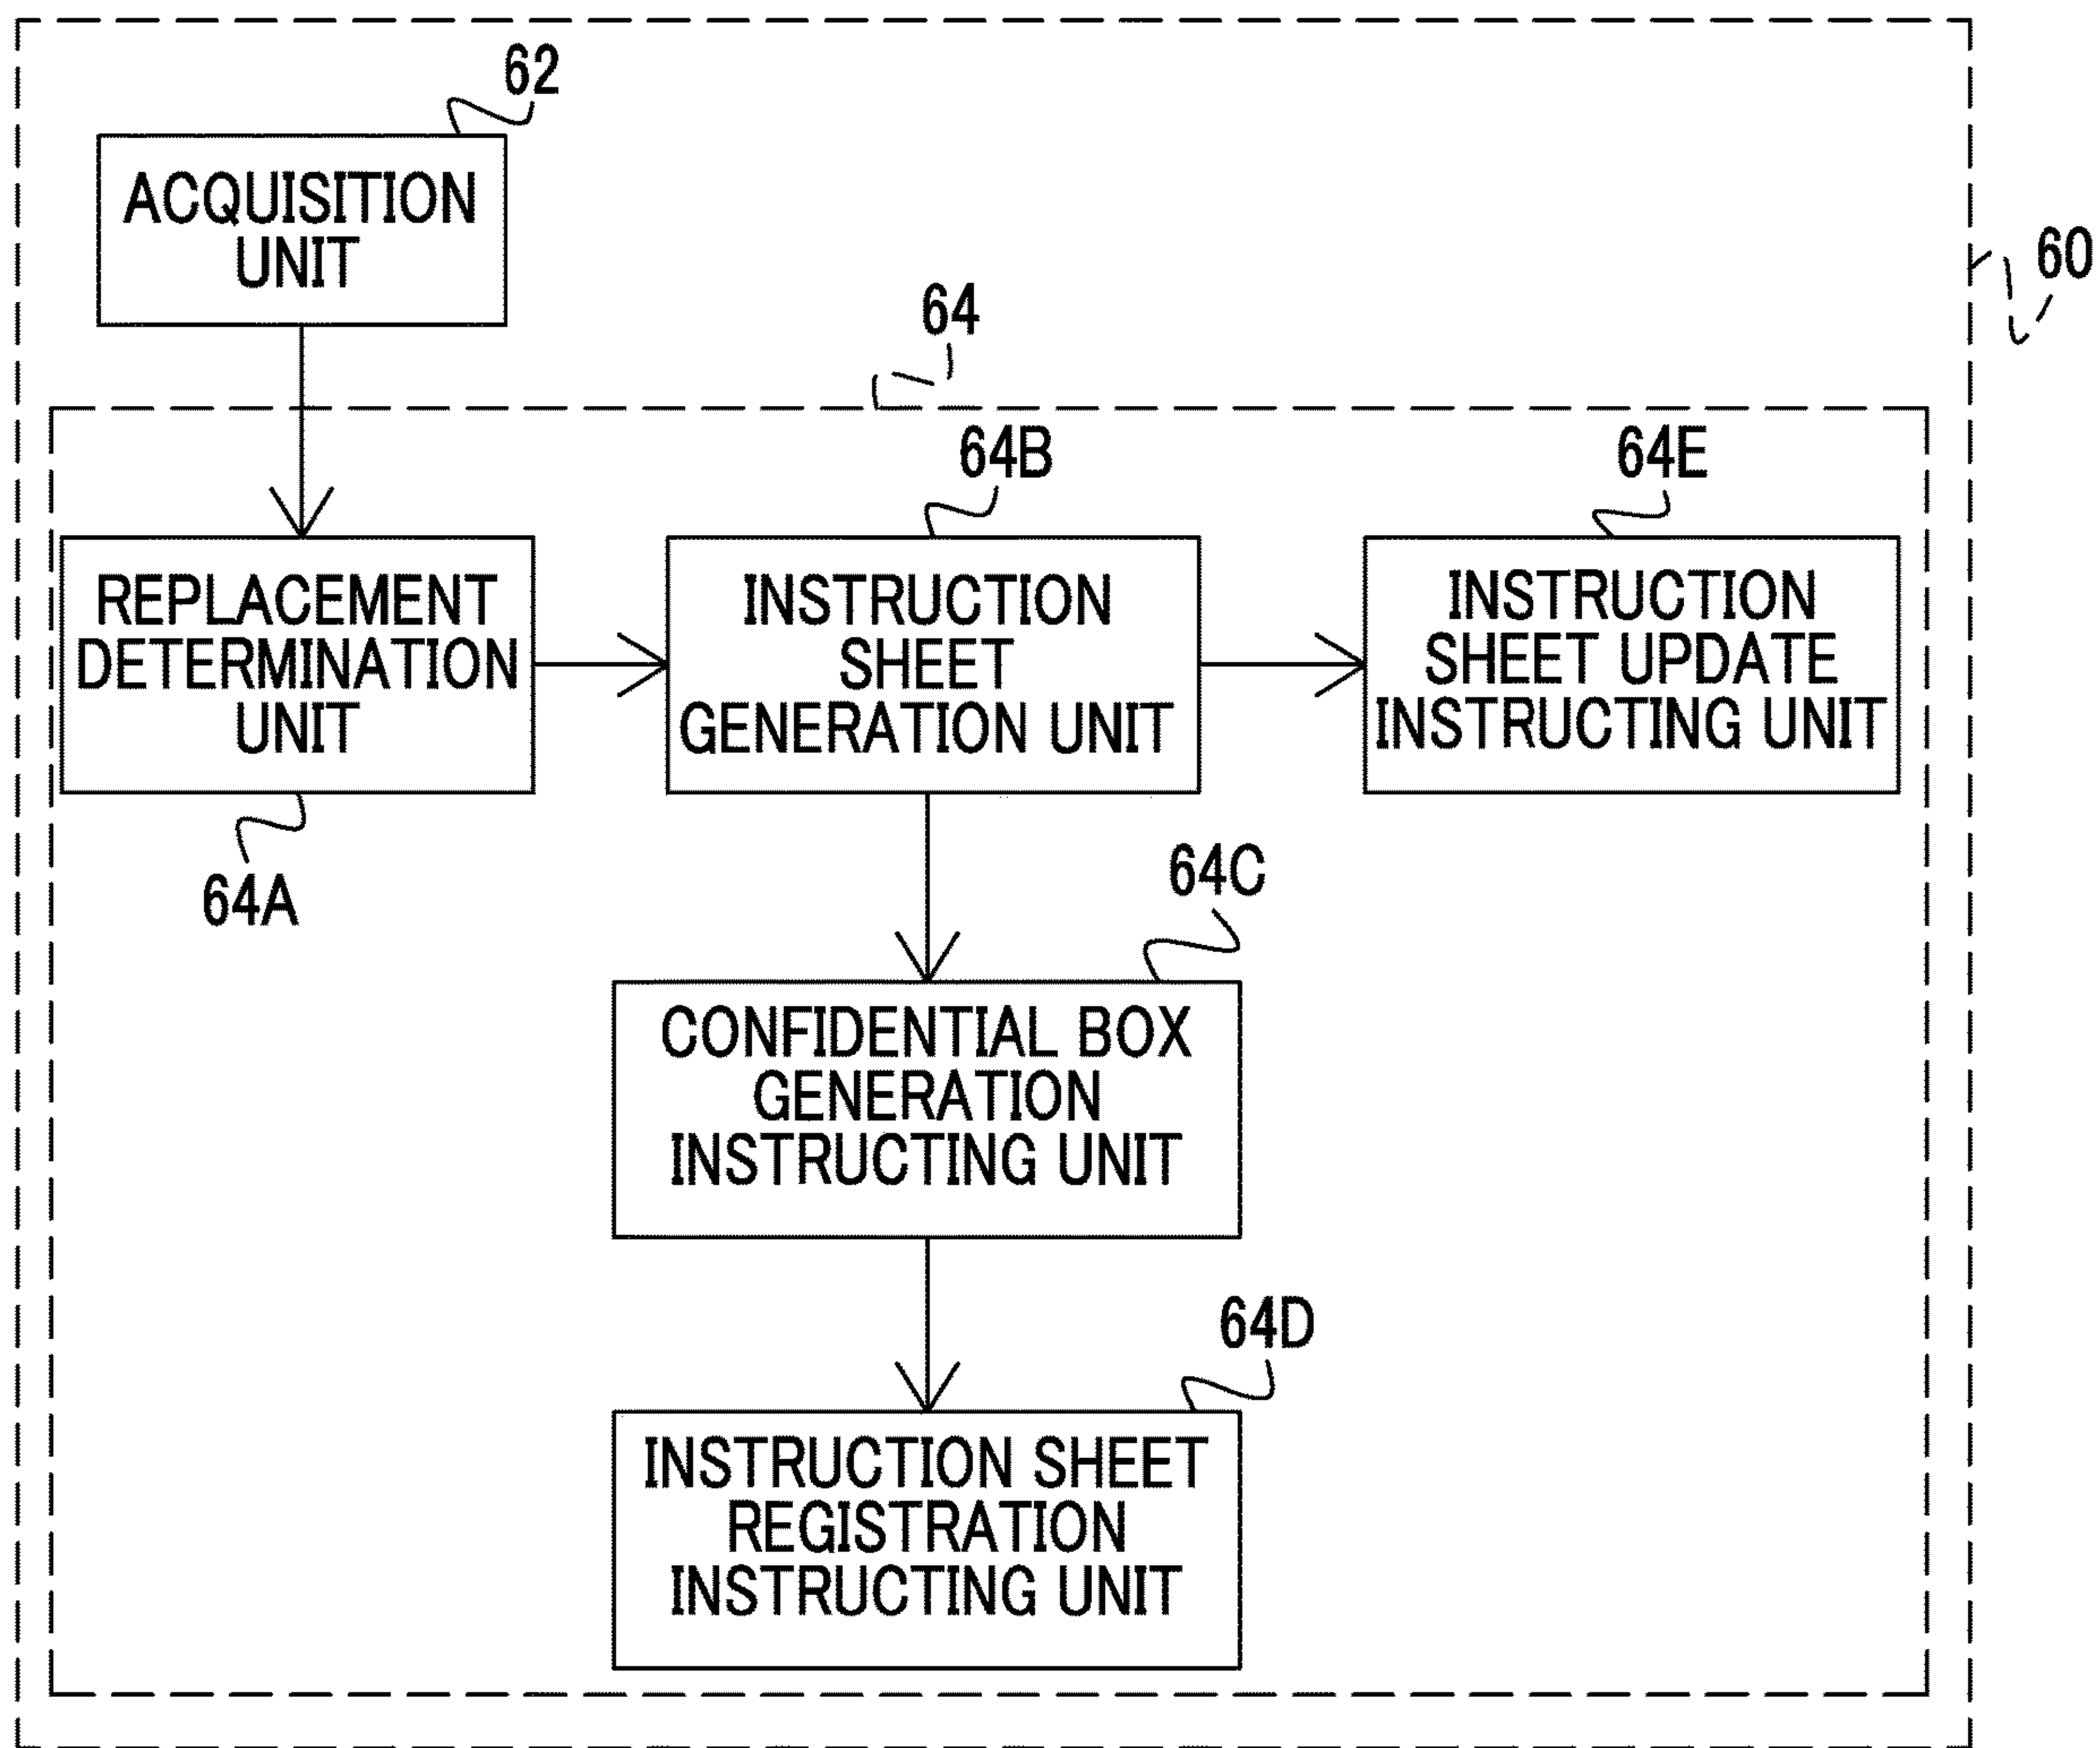 62
ACQUISITION
UNIT
60
64
64B
64E
REPLACEMENT
DETERMINATION
UNIT
INSTRUCTION
SHEET
GENERATION UNIT
INSTRUCTION
SHEET UPDATE
INSTRUCTING UNIT
64A
64C
CONFIDENTIAL BOX
GENERATION
INSTRUCTING UNIT
64D
INSTRUCTION SHEET
REGISTRATION
INSTRUCTING UNIT